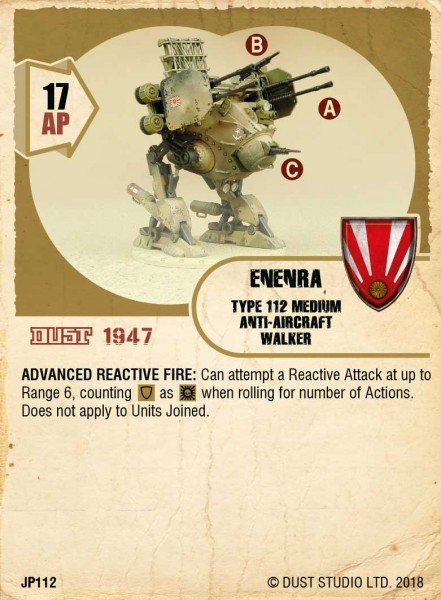 17
AP
B
A
C
ENENRA
TYPE 112 MEDIUM
ANTI-AIRCRAFT
WALKER
DUST 1947
ADVANCED REACTIVE FIRE: Can attempt a Reactive Attack at up to
Range 6, counting as when rolling for number of Actions.
Does not apply to Units Joined.
JP112
© DUST STUDIO LTD. 2018